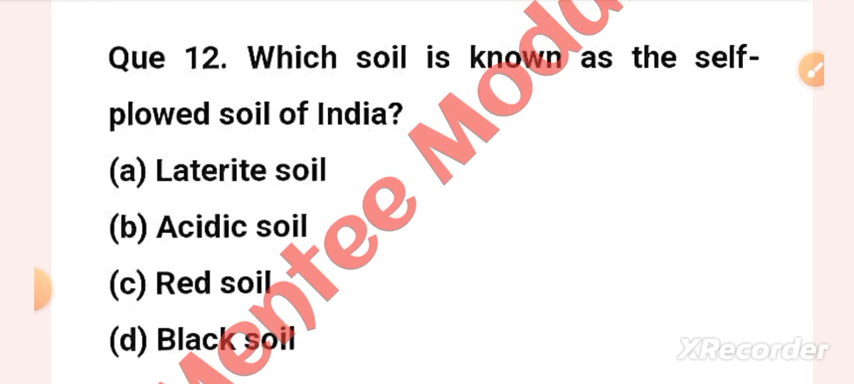 Que 12. Which soil is known as the self-
plowed soil of India?
(a) Laterite soil
(b) Acidic soil
(c) Red soil
(d) Black soil
Mentee Modu
XRecorder